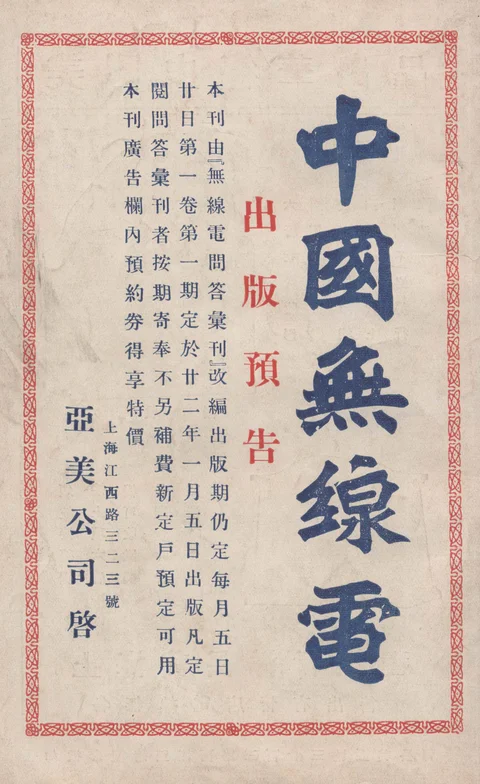 中國無線電
出版預告
本刊由『無線電問答彙刊』改編出版期仍定每月五日
廿日第一卷第一期定於廿二年一月五日出版凡定
閱問答彙刊者按期寄奉不另補費新定戶預定可用
本刊廣告欄內預約券得享特價
上海江西路三二三號
亞美公司啓